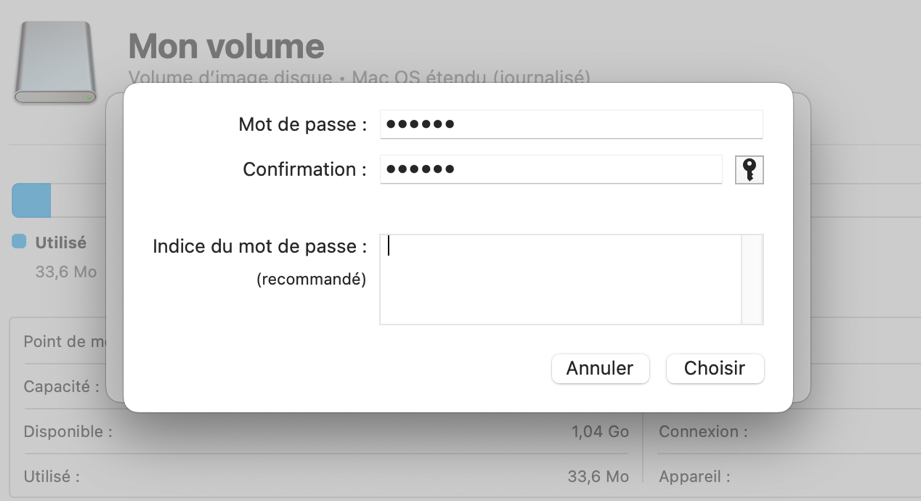 Mon volume
Volume d'image disque • Mac OS étendu (journalisé)
Mot de passe : ••••••
Confirmation : ••••••
Utilisé
33,6 Mo
Indice du mot de passe :
(recommandé)
Point de m
Capacité :
Annuler Choisir
Disponible : 1,04 Go Connexion :
Utilisé : 33,6 Mo Appareil :